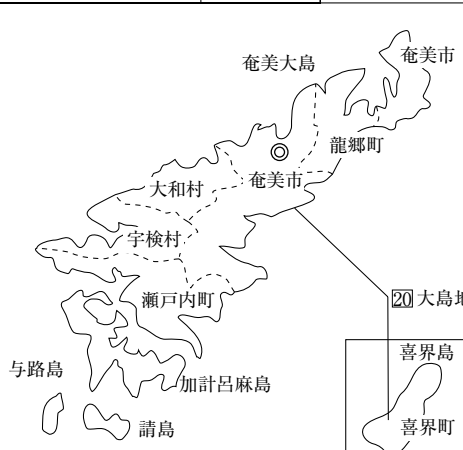 奄美市
奄美大島
龍郷町
奄美市
大和村
宇検村
瀬戸内町
20 大島地
喜界島
与路島
加計呂麻島
喜界町
請島